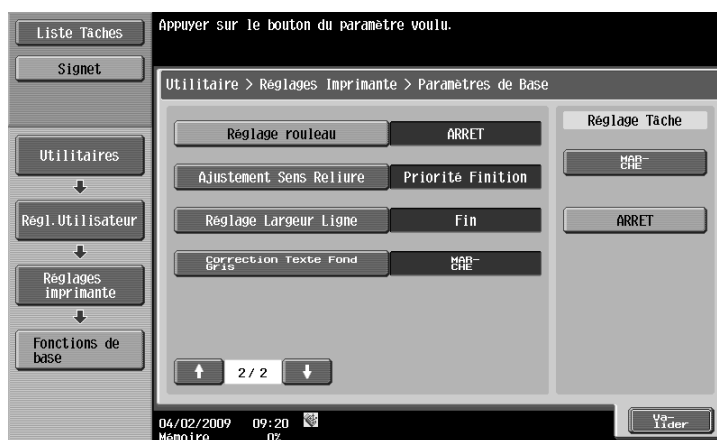 Liste Tâches
Appuyer sur le bouton du paramètre voulu.
Signet
Utilitaire > Réglages Imprimante > Paramètres de Base
Réglage rouleau
ARRET
Réglage Tâche
Utilitaires
Ajustement Sens Reliure
Priorité Finition
MAR-
CHE
Régl.Utilisateur
Réglage Largeur Ligne
Fin
ARRET
Correction Texte Fond
Gris
MAR-
CHE
Réglages
imprimante
Fonctions de
base
2/ 2
04/02/2009 09:20
Mémoire 0%
Va-
lider